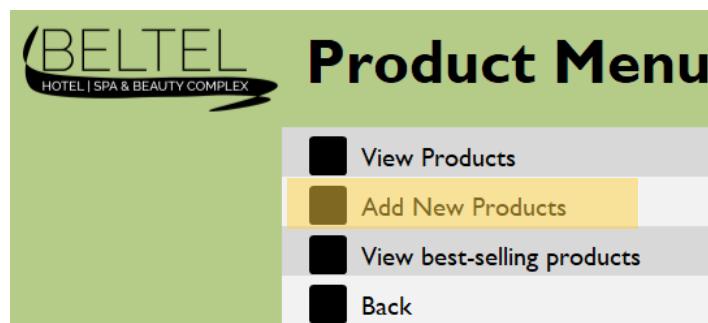 BELTEL
HOTEL | SPA & BEAUTY COMPLEX
Product Menu
View Products
Add New Products
View best-selling products
Back